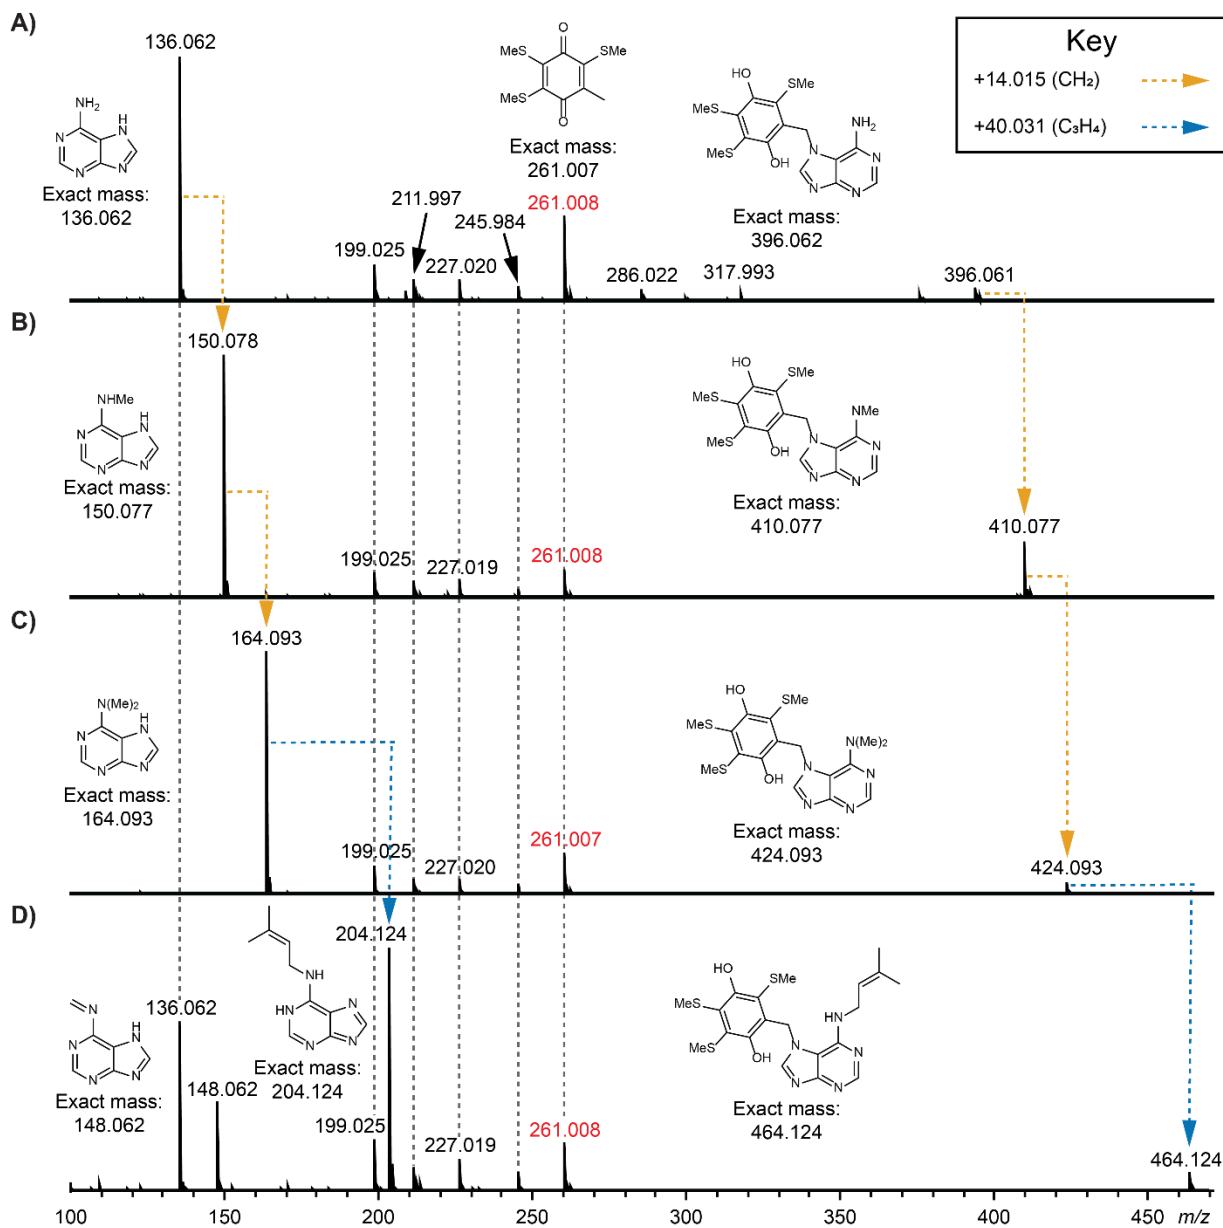 A)
136.062
NH₂
H
N
N
N
N
Exact mass:
136.062
O
MeS
SMe
MeS
O
Exact mass:
261.007
HO
SMe
MeS
MeS
OH
N
NH₂
N
N
N
Exact mass:
396.062
Key
+14.015 (CH₂)
+40.031 (C₃H₄)
199.025
211.997
227.020
245.984
261.008
286.022
317.993
396.061
B)
150.078
NHMe
H
N
N
N
N
Exact mass:
150.077
HO
SMe
MeS
MeS
OH
N
NMe
N
N
N
Exact mass:
410.077
199.025
227.019
261.008
410.077
C)
164.093
N(Me)₂
H
N
N
N
N
Exact mass:
164.093
HO
SMe
MeS
MeS
OH
N
N(Me)₂
N
N
N
Exact mass:
424.093
199.025
227.020
261.007
424.093
D)
N
H
N
N
N
N
Exact mass:
148.062
136.062
148.062
NH
HN
N
N
N
Exact mass:
204.124
204.124
HO
SMe
MeS
MeS
OH
N
HN
N
N
N
Exact mass:
464.124
199.025
227.019
261.008
464.124
100 150 200 250 300 350 400 450 m/z